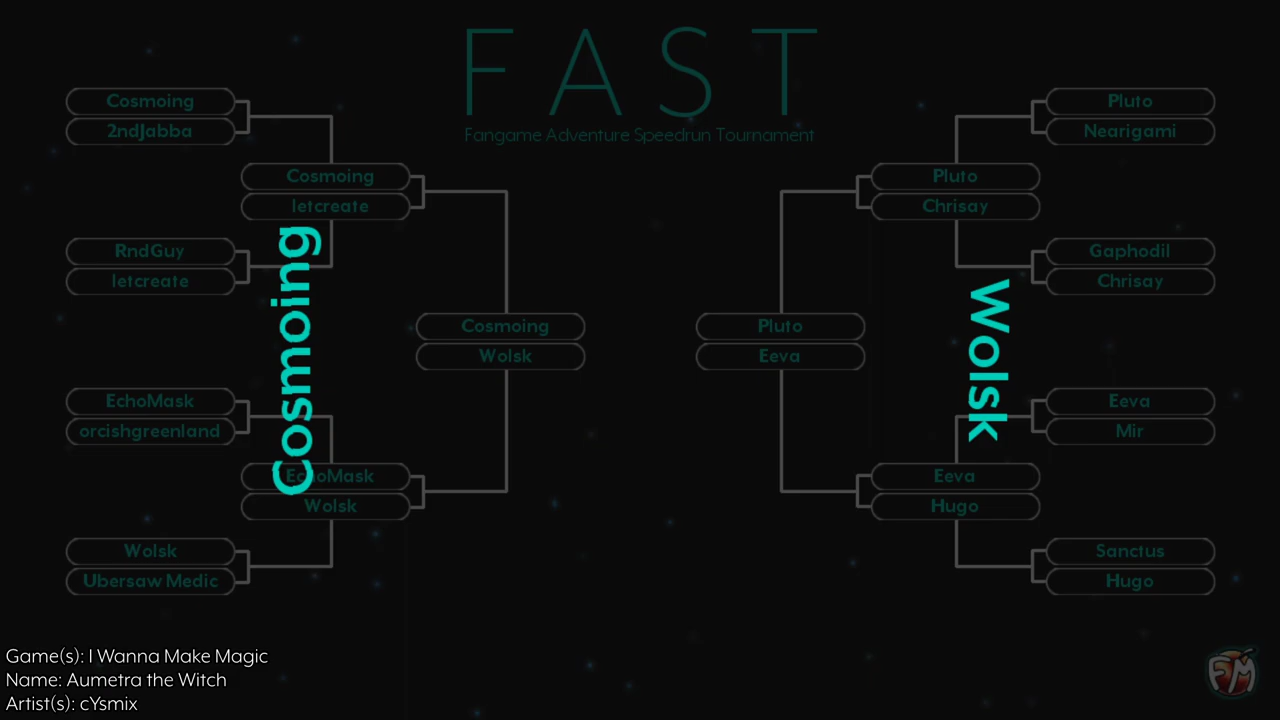 FAST
Fangame Adventure Speedrun Tournament
Cosmoing
2ndJabba
Cosmoing
letcreate
RndGuy
letcreate
Cosmoing
Wolsk
EchoMask
orcishgreenland
EchoMask
Wolsk
Wolsk
Ubersaw Medic
Pluto
Nearigami
Pluto
Chrisay
Gaphodil
Chrisay
Pluto
Eeva
Eeva
Mir
Eeva
Hugo
Sanctus
Hugo
Cosmoing
Wolsk
Game(s): I Wanna Make Magic
Name: Aumetra the Witch
Artist(s): cYsmix
FM